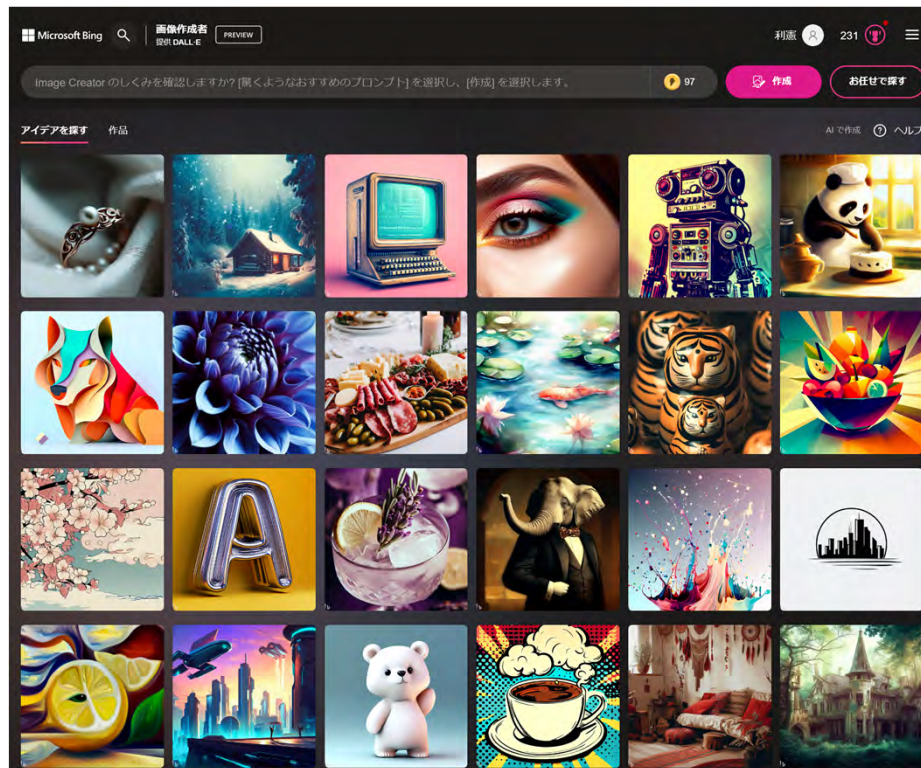 Microsoft Bing
画像作成者
提供 DALL·E
PREVIEW
利憲
231
Image Creator のしくみを確認しますか? [驚くようなおすすめのプロンプト] を選択し、[作成] を選択します。
97
作成
お任せで探す
アイデアを探す
作品
AI で作成
ヘルプ
A